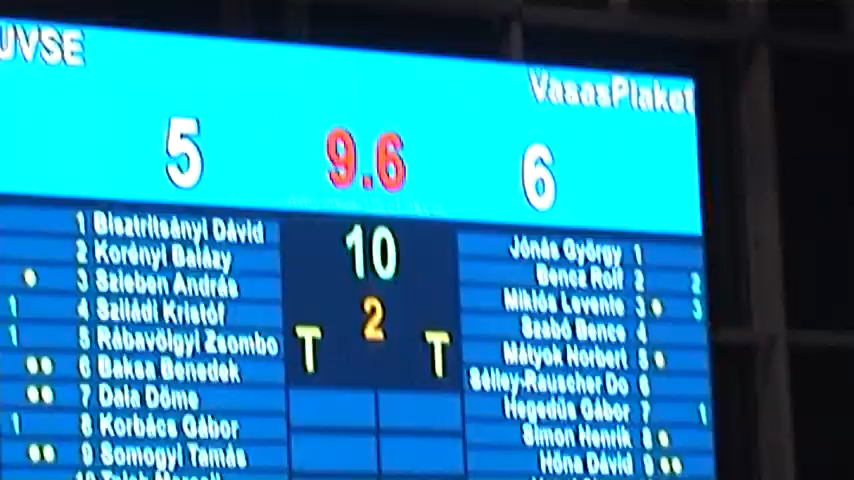 UVSE
VasasPlaket
5 9.6 6
10
2
T T
1 Bisztritsányi Dávid
2 Korényi Balázy
3 Szieben András
1 4 Sziládi Kristóf
1 5 Rábavölgyi Zsombo
6 Baksa Benedek
7 Dala Döme
1 8 Korbács Gábor
9 Somogyi Tamás
Jónás György 1
Bencz Rolf 2 2
Miklós Levente 3 3
Szabó Bence 4
Mátyok Norbert 5
Sélley-Rauscher Do 6
Hegedűs Gábor 7 1
Simon Henrik 8
Hóna Dávid 9